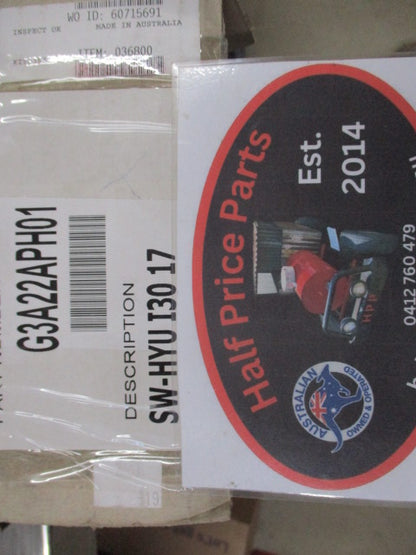 WO ID: 60715691
INSPECT OK MADE IN AUSTRALIA
ITEM: 036800
G3A22APH01
DESCRIPTION
SW-HYU I30 17
Half Price Parts
Est.
2014
HPP
AUSTRALIAN
OWNED & OPERATED
0412 760 479